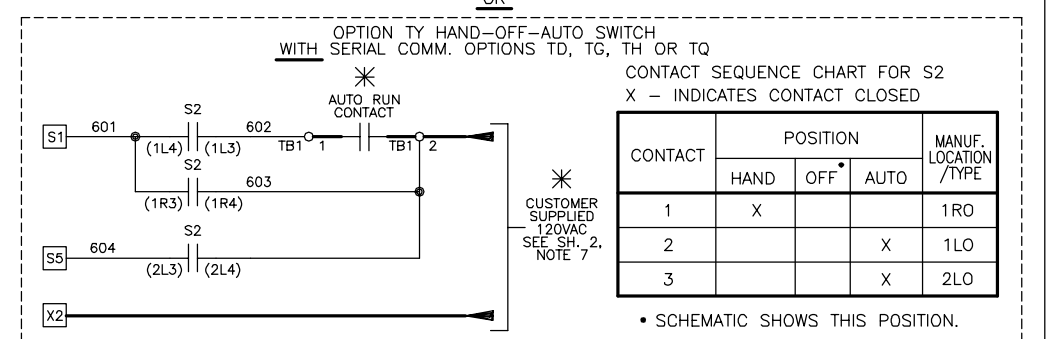 OR
OPTION TY HAND-OFF-AUTO SWITCH
WITH SERIAL COMM. OPTIONS TD, TG, TH OR TQ
AUTO RUN
CONTACT
S1
601
S2
(1L4) (1L3)
602
TB1 1
TB1 2
S2
(1R3) (1R4)
603
S5
604
S2
(2L3) (2L4)
X2
CUSTOMER
SUPPLIED
120VAC
SEE SH. 2,
NOTE 7
CONTACT SEQUENCE CHART FOR S2
X - INDICATES CONTACT CLOSED
CONTACT POSITION MANUF. LOCATION /TYPE
HAND OFF• AUTO
1 X 1RO
2 X 1LO
3 X 2LO
• SCHEMATIC SHOWS THIS POSITION.